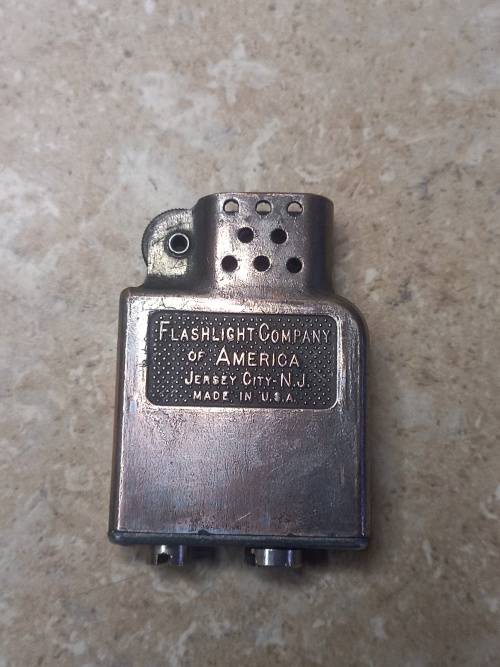 FLASHLIGHT COMPANY
OF AMERICA
JERSEY CITY-N.J.
MADE IN U.S.A.